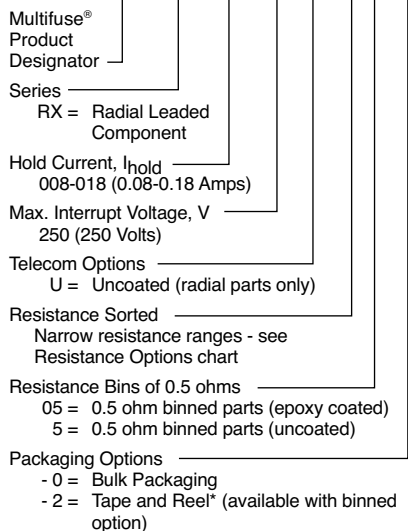 Multifuse®
Product
Designator
Series
RX = Radial Leaded
Component
Hold Current, Ihold
008-018 (0.08-0.18 Amps)
Max. Interrupt Voltage, V
250 (250 Volts)
Telecom Options
U = Uncoated (radial parts only)
Resistance Sorted
Narrow resistance ranges - see
Resistance Options chart
Resistance Bins of 0.5 ohms
05 = 0.5 ohm binned parts (epoxy coated)
5 = 0.5 ohm binned parts (uncoated)
Packaging Options
- 0 = Bulk Packaging
- 2 = Tape and Reel* (available with binned
option)